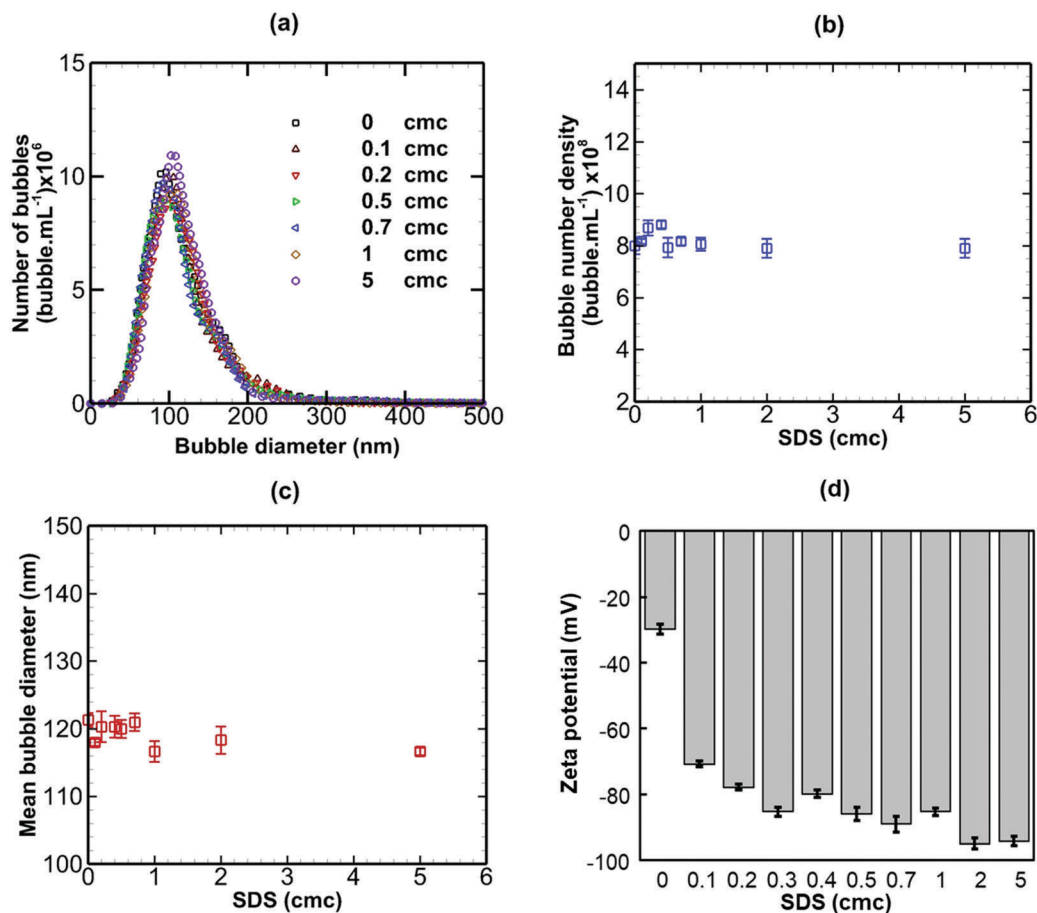 (a)
15
10
5
0
0 100 200 300 400 500
Number of bubbles
(bubble.mL⁻¹)x10⁶
Bubble diameter (nm)
0 cmc
0.1 cmc
0.2 cmc
0.5 cmc
0.7 cmc
1 cmc
5 cmc
(b)
14
12
10
8
6
4
2
0 1 2 3 4 5 6
Bubble number density
(bubble.mL⁻¹) x10⁸
SDS (cmc)
(c)
150
140
130
120
110
100
0 1 2 3 4 5 6
Mean bubble diameter (nm)
SDS (cmc)
(d)
0
-20
-40
-60
-80
-100
0 0.1 0.2 0.3 0.4 0.5 0.7 1 2 5
Zeta potential (mV)
SDS (cmc)